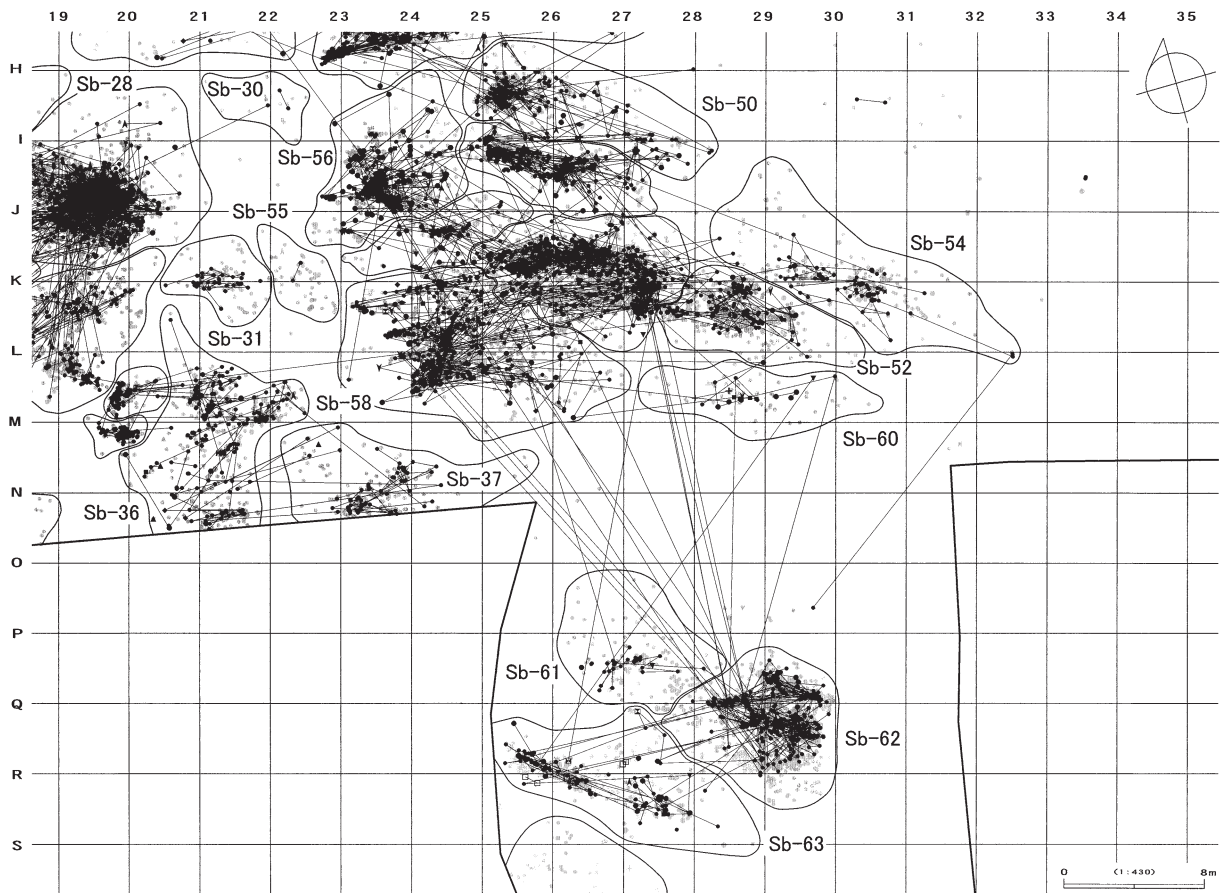 19 20 21 22 23 24 25 26 27 28 29 30 31 32 33 34 35
H
Sb-28
Sb-30
Sb-50
I
Sb-56
J
Sb-55
Sb-54
K
Sb-31
L
Sb-52
Sb-58
M
Sb-60
Sb-37
N
Sb-36
O
P
Sb-61
Q
Sb-62
R
S
Sb-63
0 (1:430) 8m